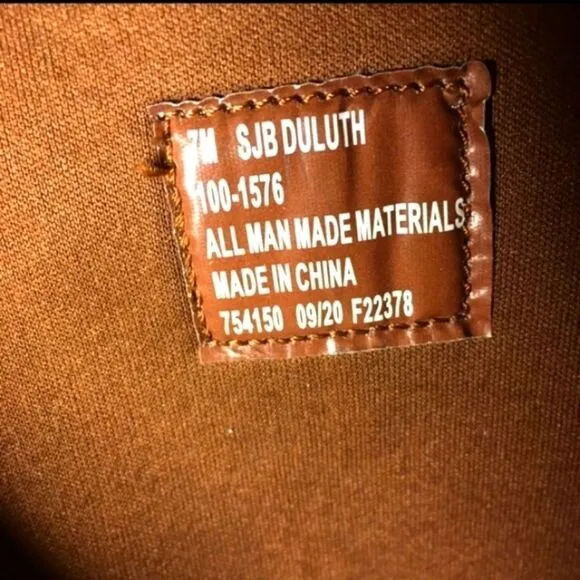 7M SJB DULUTH
100-1576
ALL MAN MADE MATERIALS
MADE IN CHINA
754150 09/20 F22378